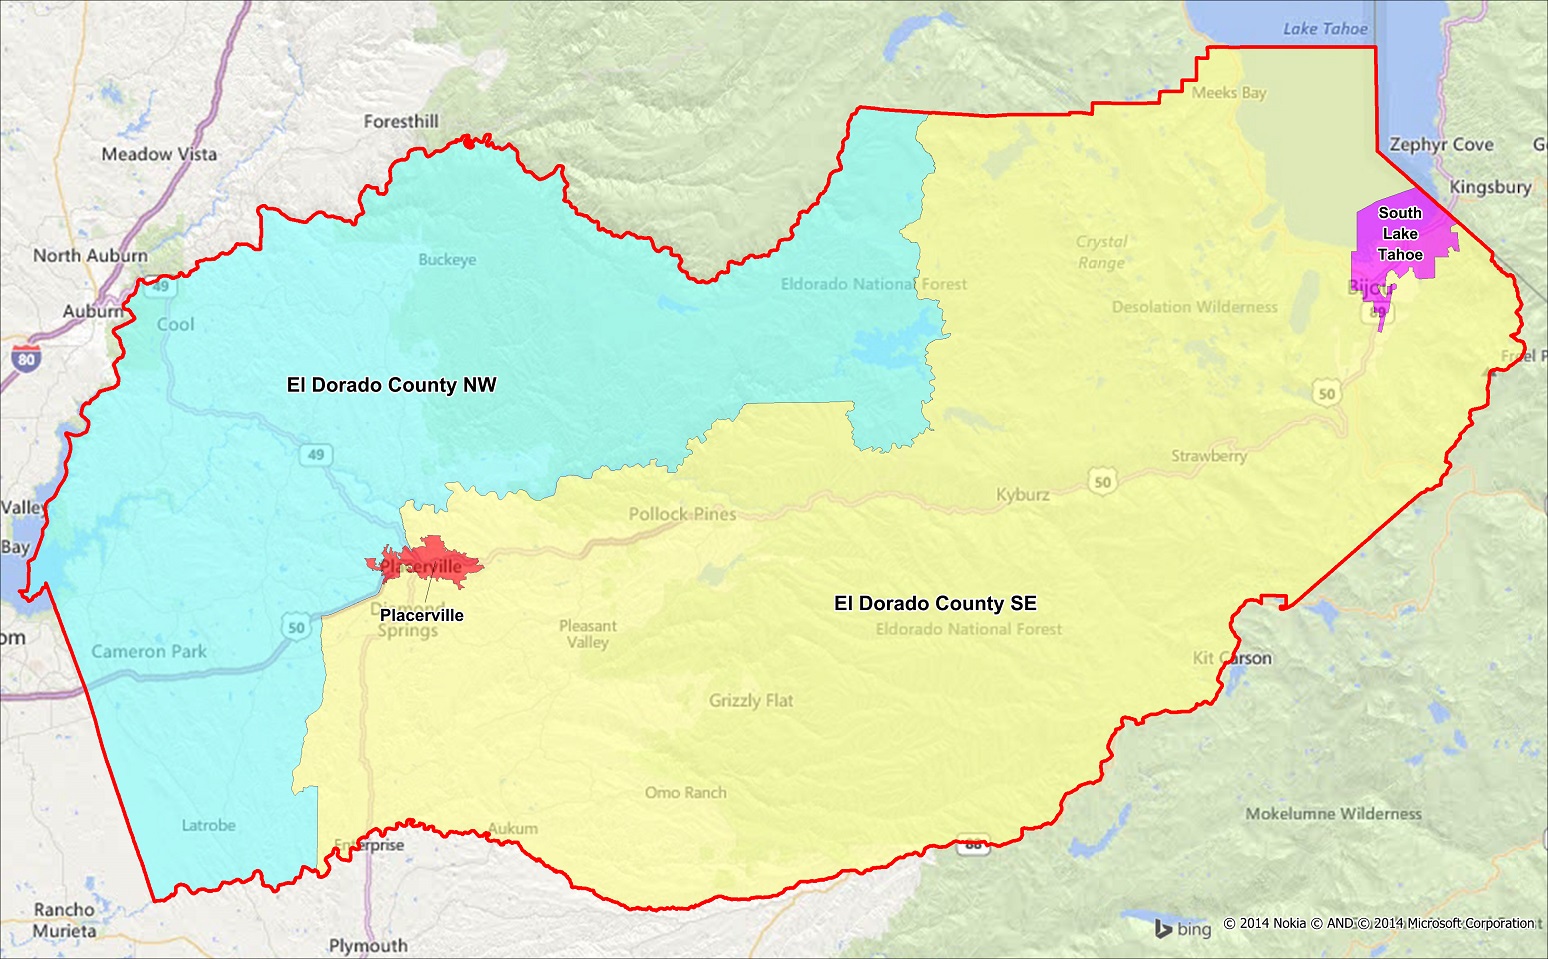 Lake Tahoe
Meeks Bay
Foresthill
Meadow Vista
Zephyr Cove
Kingsbury
South
Lake
Tahoe
North Auburn
Buckeye
Crystal
Range
49
Eldorado National Forest
Bijou
Auburn
Cool
Desolation Wilderness
89
80
El Dorado County NW
50
49
Strawberry
50
Kyburz
Valley
Pollock Pines
Bay
Placerville
El Dorado County SE
Placerville
Diamond
Springs
50
Pleasant
Valley
Eldorado National Forest
om
Cameron Park
Kit Carson
Grizzly Flat
Omo Ranch
Mokelumne Wilderness
Latrobe
Aukum
Enterprise
88
Rancho
Murieta
Plymouth
bing
© 2014 Nokia © AND © 2014 Microsoft Corporation